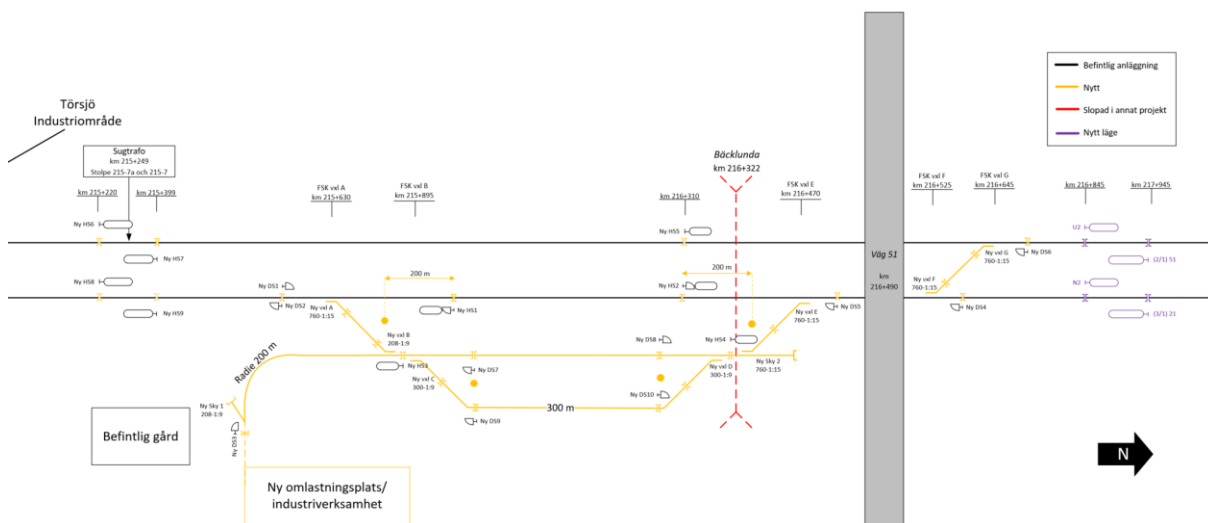 Törsjö
Industriområde
Sugtrafo
km 215+249
Stolpe 215-7a och 215-7
km 215+220
km 215+399
FSK vxl A
km 215+630
FSK vxl B
km 215+895
km 216+310
Bäcklunda
km 216+322
FSK vxl E
km 216+470
FSK vxl F
km 216+525
FSK vxl G
km 216+645
km 216+845
km 217+945
Befintlig anläggning
Nytt
Slopad i annat projekt
Nytt läge
Ny HS6
Ny HS7
Ny HS8
Ny HS9
Ny HS5
U2
(2/1) 51
N2
(3/1) 21
Väg 51
km
216+490
Ny vxl G
760-1:15
Ny DS6
Ny vxl F
760-1:15
Ny DS4
200 m
200 m
Ny DS1
Ny DS2
Ny vxl A
760-1:15
Ny HS1
Ny HS2
Ny DS5
Ny vxl E
760-1:15
Ny vxl B
208-1:9
Ny DS8
Ny HS4
Ny HS3
Ny DS7
Ny vxl C
300-1:9
Ny vxl D
300-1:9
Ny Sky 2
760-1:15
Radie 200 m
Ny DS10
300 m
Ny DS9
Ny Sky 1
208-1:9
Ny DS3
Befintlig gård
Ny omlastningsplats/
industriverksamhet
N